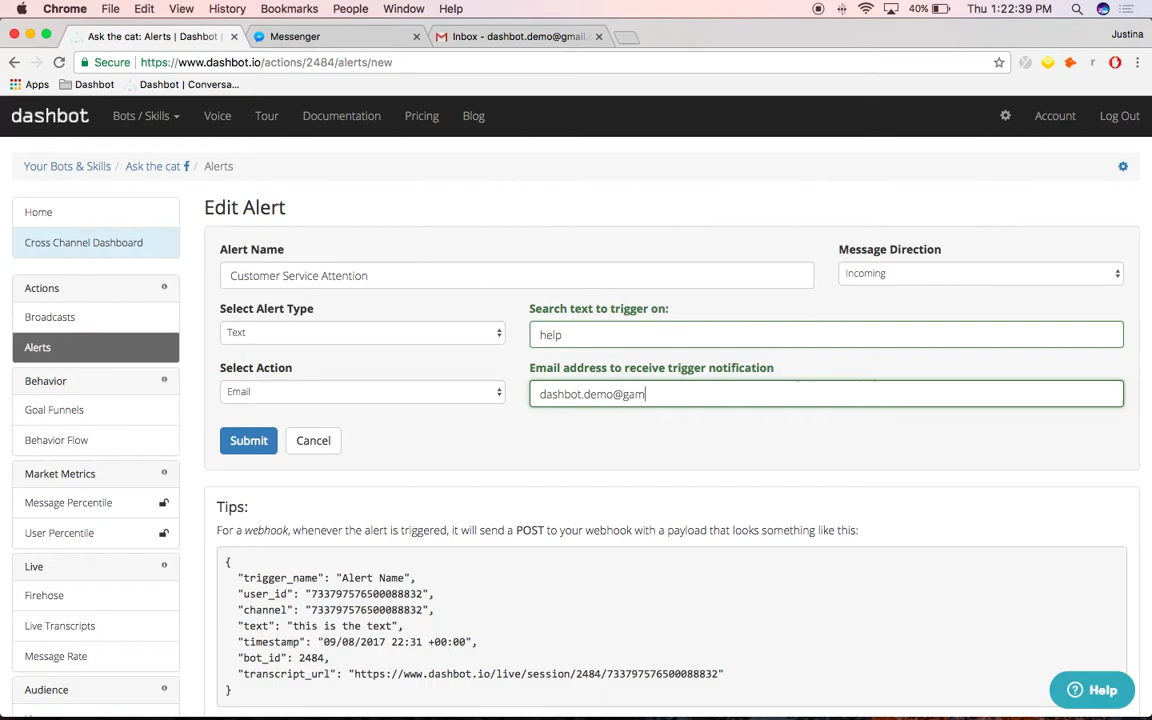 Chrome File Edit View History Bookmarks People Window Help 40% Thu 1:22:39 PM
Ask the cat: Alerts | Dashbot Messenger Inbox - dashbot.demo@gmail. Justina
Secure https://www.dashbot.io/actions/2484/alerts/new
Apps Dashbot Dashbot | Conversa...
dashbot Bots / Skills Voice Tour Documentation Pricing Blog Account Log Out
Your Bots & Skills / Ask the cat / Alerts
Edit Alert
Home
Cross Channel Dashboard
Actions
Broadcasts
Alerts
Behavior
Goal Funnels
Behavior Flow
Market Metrics
Message Percentile
User Percentile
Live
Firehose
Live Transcripts
Message Rate
Audience
Alert Name
Customer Service Attention
Message Direction
Incoming
Select Alert Type
Text
Search text to trigger on:
help
Select Action
Email
Email address to receive trigger notification
dashbot.demo@gam
Submit Cancel
Tips:
For a webhook, whenever the alert is triggered, it will send a POST to your webhook with a payload that looks something like this:
{
"trigger_name": "Alert Name",
"user_id": "733797576500088832",
"channel": "733797576500088832",
"text": "this is the text",
"timestamp": "09/08/2017 22:31 +00:00",
"bot_id": 2484,
"transcript_url": "https://www.dashbot.io/live/session/2484/733797576500088832"
}
Help